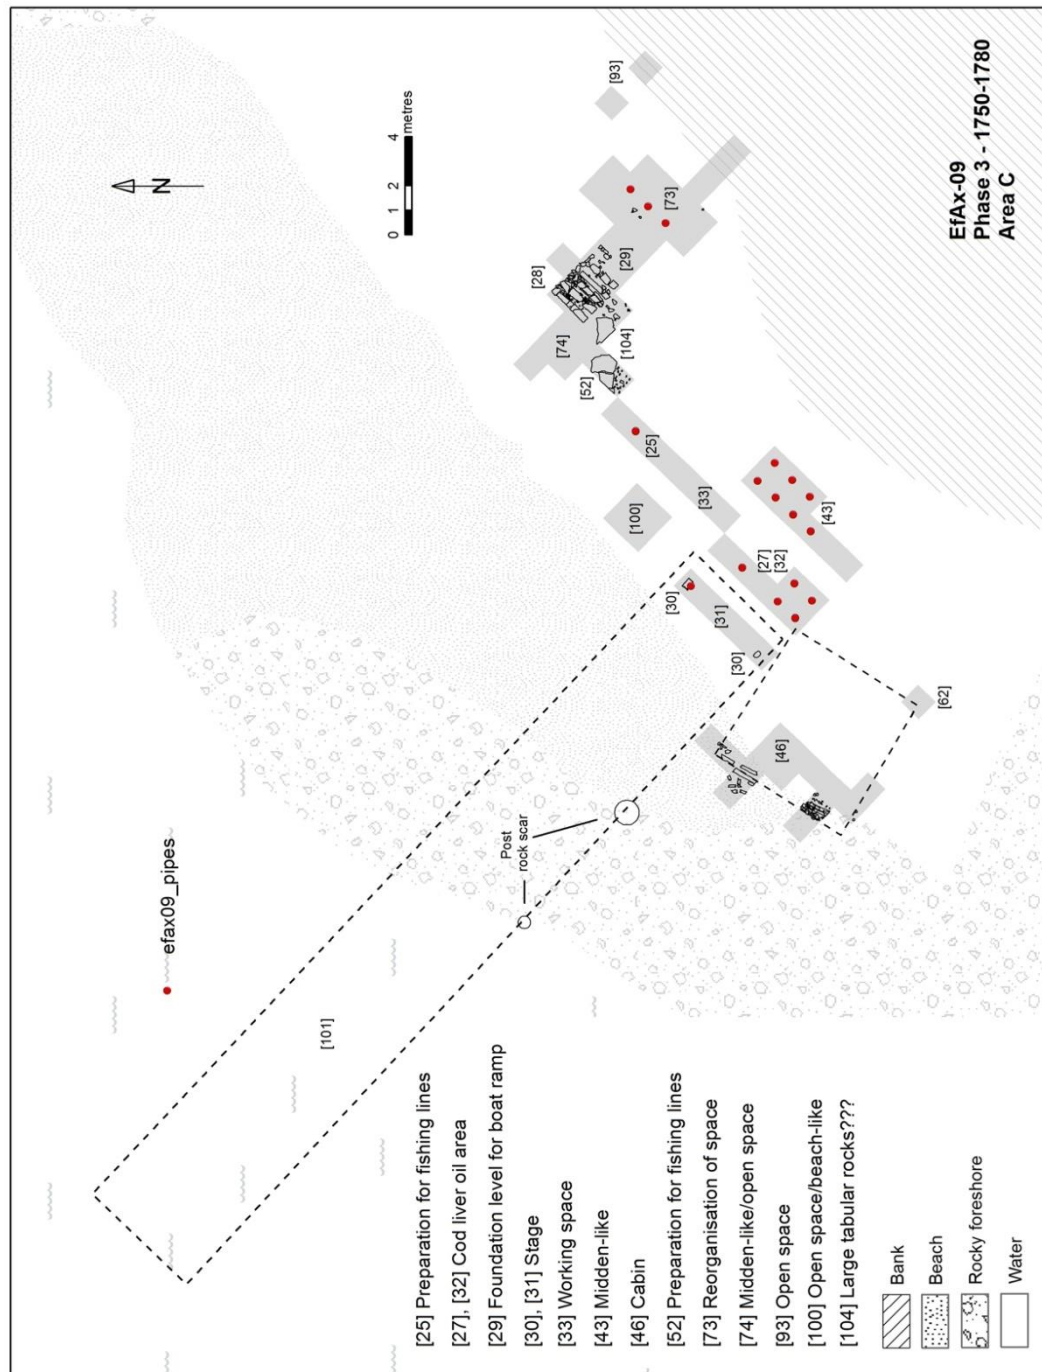 EfAx-09
Phase 3 - 1750-1780
Area C
N
0 1 2 4
metres
efax09_pipes
[101]
Post
rock scar
[93]
[73]
[29]
[28]
[74]
[104]
[52]
[25]
[33]
[100]
[43]
[27]
[32]
[30]
[31]
[30]
[46]
[62]
[25] Preparation for fishing lines
[27], [32] Cod liver oil area
[29] Foundation level for boat ramp
[30], [31] Stage
[33] Working space
[43] Midden-like
[46] Cabin
[52] Preparation for fishing lines
[73] Reorganisation of space
[74] Midden-like/open space
[93] Open space
[100] Open space/beach-like
[104] Large tabular rocks???
Bank
Beach
Rocky foreshore
Water